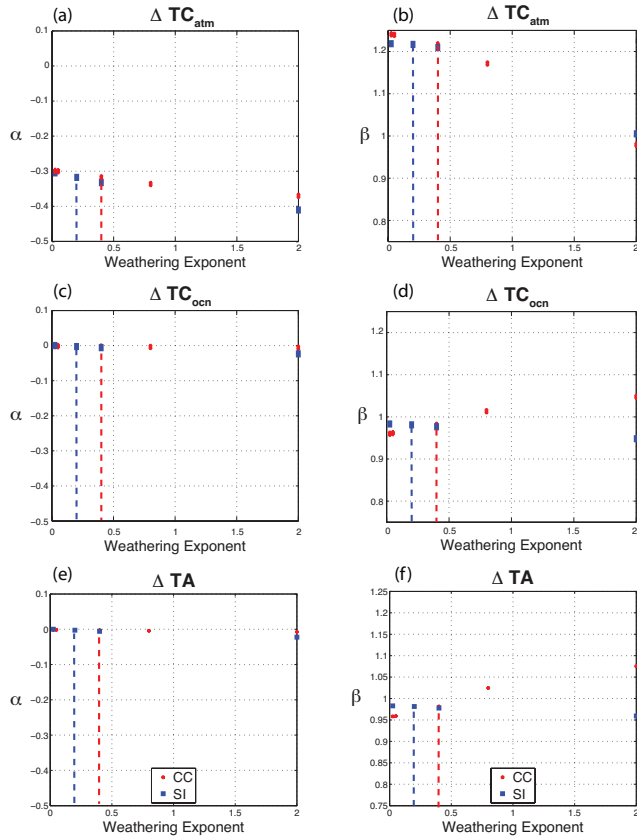 (a) Δ TCatm
0.1
0
−0.1
−0.2
−0.3
−0.4
−0.5
α
0 0.5 1 1.5 2
Weathering Exponent
(b) Δ TCatm
1.2
1.1
1
0.9
0.8
β
0 0.5 1 1.5 2
Weathering Exponent
(c) Δ TCocn
0.1
0
−0.1
−0.2
−0.3
−0.4
−0.5
α
0 0.5 1 1.5 2
Weathering Exponent
(d) Δ TCocn
1.2
1.1
1
0.9
0.8
β
0 0.5 1 1.5 2
Weathering Exponent
(e) Δ TA
0.1
0
−0.1
−0.2
−0.3
−0.4
−0.5
α
CC
SI
0 0.5 1 1.5 2
Weathering Exponent
(f) Δ TA
1.25
1.2
1.15
1.1
1.05
1
0.95
0.9
0.85
0.8
0.75
β
CC
SI
0 0.5 1 1.5 2
Weathering Exponent